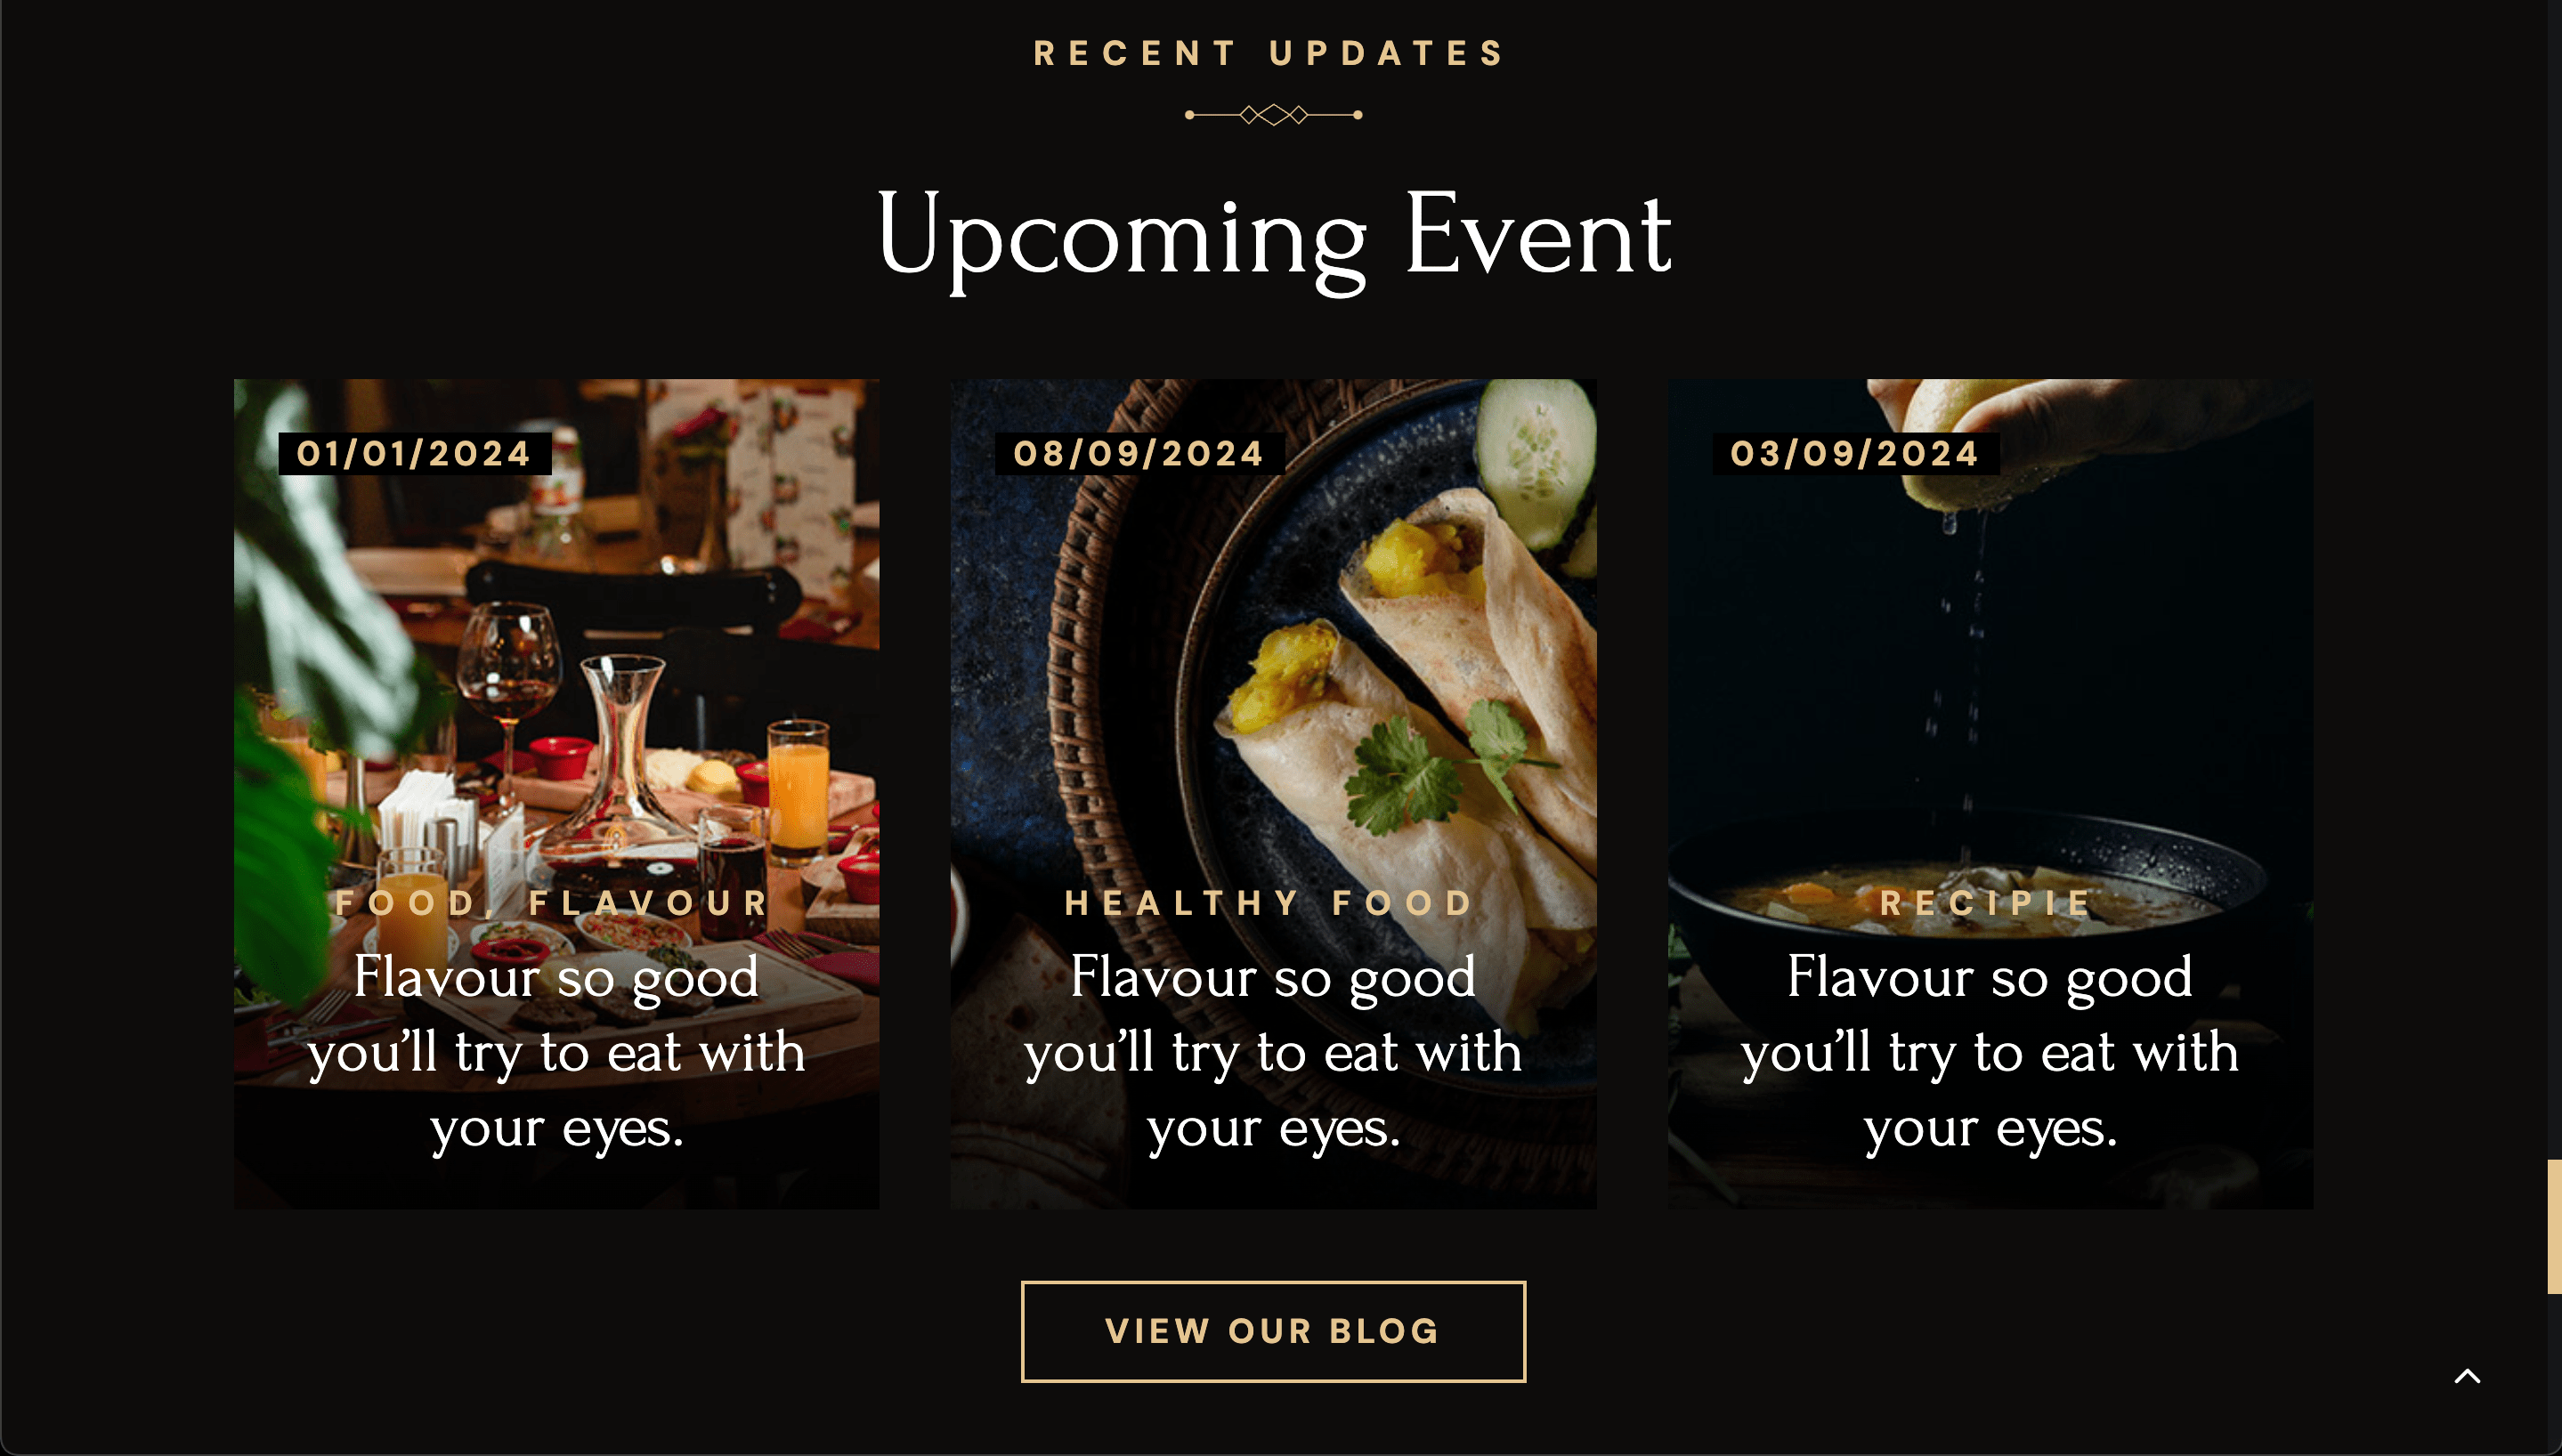 RECENT UPDATES
Upcoming Event
01/01/2024
FOOD, FLAVOUR
Flavour so good
you’ll try to eat with
your eyes.
08/09/2024
HEALTHY FOOD
Flavour so good
you’ll try to eat with
your eyes.
03/09/2024
RECIPIE
Flavour so good
you’ll try to eat with
your eyes.
VIEW OUR BLOG